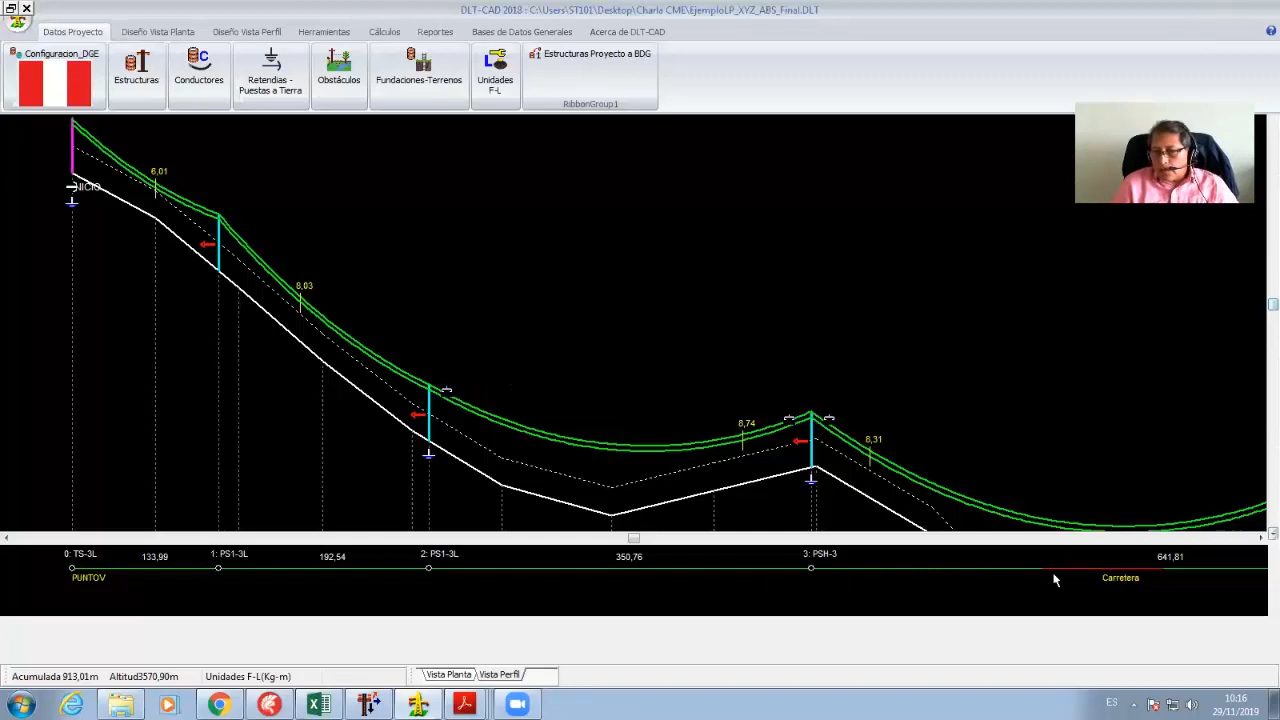 DLT-CAD 2018 : C:\Users\ST101\Desktop\Charla CME\EjemploLP_XYZ_ABS_Final.DLT
Datos Proyecto
Diseño Vista Planta
Diseño Vista Perfil
Herramientas
Cálculos
Reportes
Bases de Datos Generales
Acerca de DLT-CAD
Configuracion_DGE
Estructuras
Conductores
Retendias -
Puestas a Tierra
Obstáculos
Fundaciones-Terrenos
Unidades
F-L
Estructuras Proyecto a BDG
RibbonGroup1
6,01
NICIO
8,03
8,74
8,31
0: TS-3L
133,99
1: PS1-3L
192,54
2: PS1-3L
350,76
3: PSH-3
641,81
PUNTOV
Carretera
Acumulada 913,01m
Altitud3570,90m
Unidades F-L(Kg-m)
Vista Planta
Vista Perfil
ES
10:16
29/11/2019